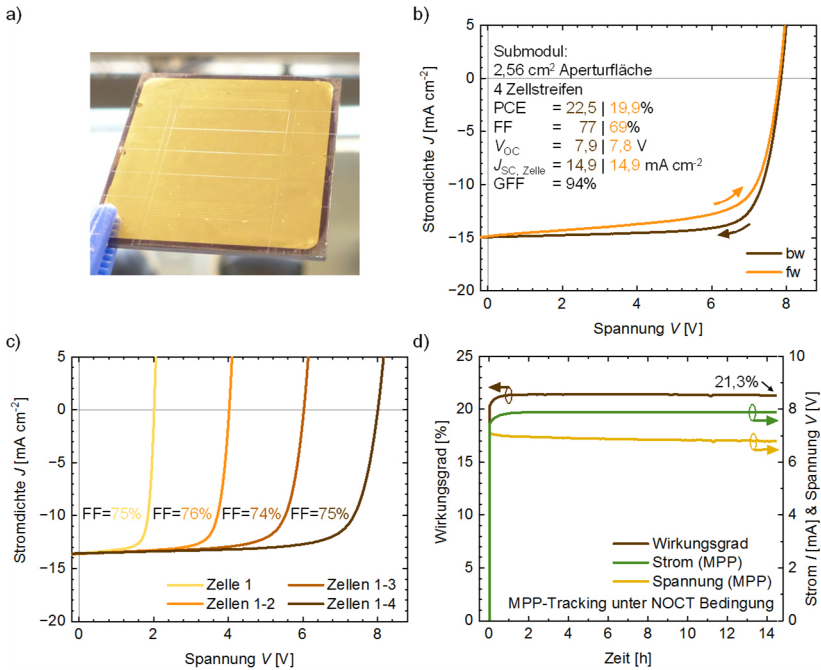 a)
b)
5
0
−5
−10
−15
−20
Stromdichte J [mA cm⁻²]
Submodul:
2,56 cm² Aperturfläche
4 Zellstreifen
PCE = 22,5 | 19,9%
FF = 77 | 69%
VOC = 7,9 | 7,8 V
JSC, Zelle = 14,9 | 14,9 mA cm⁻²
GFF = 94%
bw
fw
0 2 4 6 8
Spannung V [V]
c)
5
0
−5
−10
−15
−20
Stromdichte J [mA cm⁻²]
FF=75% FF=76% FF=74% FF=75%
Zelle 1 Zellen 1-3
Zellen 1-2 Zellen 1-4
0 2 4 6 8
Spannung V [V]
d)
25
20
15
10
5
0
Wirkungsgrad [%]
21,3%
Wirkungsgrad
Strom (MPP)
Spannung (MPP)
MPP-Tracking unter NOCT Bedingung
10
8
6
4
2
0
Strom I [mA] & Spannung V [V]
0 2 4 6 8 10 12 14
Zeit [h]